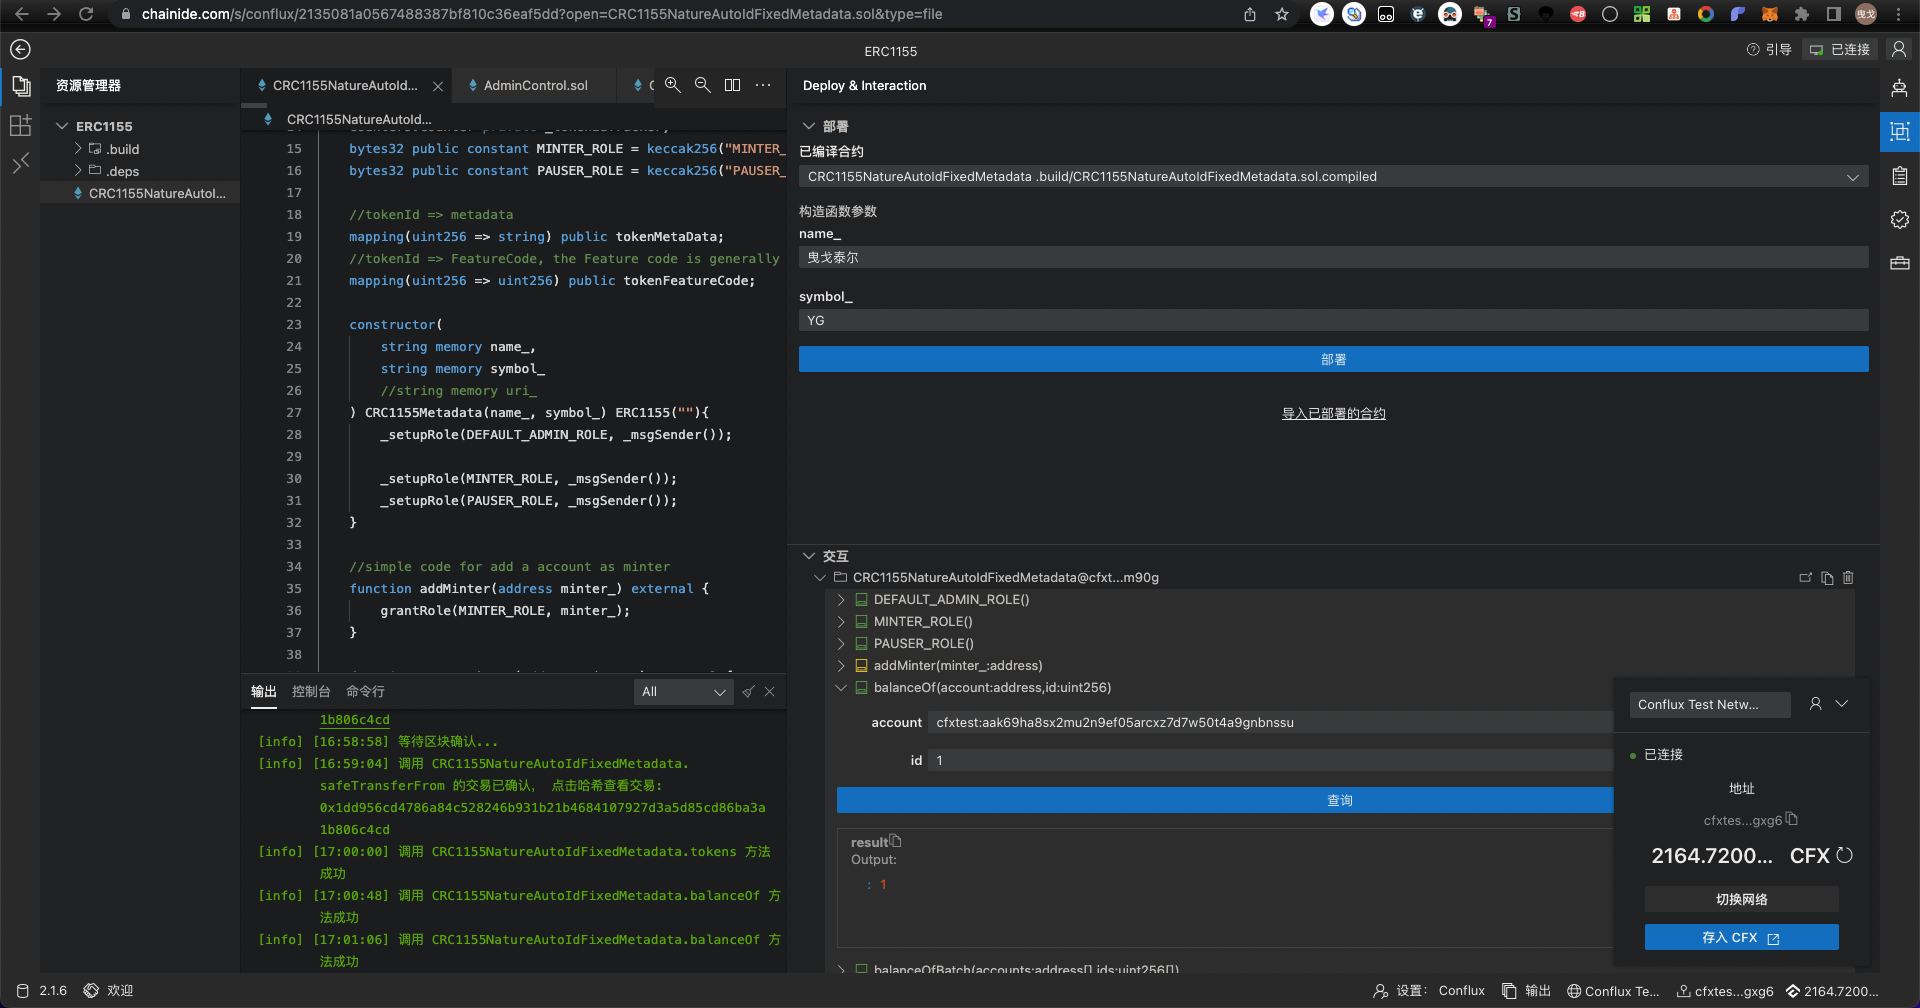 chainide.com/s/conflux/2135081a0567488387bf810c36eaf5dd?open=CRC1155NatureAutoIdFixedMetadata.sol&type=file
7
曳戈
ERC1155
引导
已连接
资源管理器
ERC1155
.build
.deps
CRC1155NatureAutoI...
CRC1155NatureAutoId...
AdminControl.sol
CRC1155NatureAutoId...
15 bytes32 public constant MINTER_ROLE = keccak256("MINTER_
16 bytes32 public constant PAUSER_ROLE = keccak256("PAUSER_
17
18 //tokenId => metadata
19 mapping(uint256 => string) public tokenMetaData;
20 //tokenId => FeatureCode, the Feature code is generally
21 mapping(uint256 => uint256) public tokenFeatureCode;
22
23 constructor(
24 string memory name_,
25 string memory symbol_
26 //string memory uri_
27 ) CRC1155Metadata(name_, symbol_) ERC1155(""){
28 _setupRole(DEFAULT_ADMIN_ROLE, _msgSender());
29
30 _setupRole(MINTER_ROLE, _msgSender());
31 _setupRole(PAUSER_ROLE, _msgSender());
32 }
33
34 //simple code for add a account as minter
35 function addMinter(address minter_) external {
36 grantRole(MINTER_ROLE, minter_);
37 }
38
输出 控制台 命令行
All
1b806c4cd
[info] [16:58:58] 等待区块确认...
[info] [16:59:04] 调用 CRC1155NatureAutoIdFixedMetadata.
safeTransferFrom 的交易已确认, 点击哈希查看交易:
0x1dd956cd4786a84c528246b931b21b4684107927d3a5d85cd86ba3a
1b806c4cd
[info] [17:00:00] 调用 CRC1155NatureAutoIdFixedMetadata.tokens 方法
成功
[info] [17:00:48] 调用 CRC1155NatureAutoIdFixedMetadata.balanceOf 方
法成功
[info] [17:01:06] 调用 CRC1155NatureAutoIdFixedMetadata.balanceOf 方
法成功
Deploy & Interaction
部署
已编译合约
CRC1155NatureAutoIdFixedMetadata .build/CRC1155NatureAutoIdFixedMetadata.sol.compiled
构造函数参数
name_
曳戈泰尔
symbol_
YG
部署
导入已部署的合约
交互
CRC1155NatureAutoIdFixedMetadata@cfxt...m90g
DEFAULT_ADMIN_ROLE()
MINTER_ROLE()
PAUSER_ROLE()
addMinter(minter_:address)
balanceOf(account:address,id:uint256)
account cfxtest:aak69ha8sx2mu2n9ef05arcxz7d7w50t4a9gnbnssu
id 1
查询
result
Output:
: 1
balanceOfBatch(accounts:address[],ids:uint256[])
Conflux Test Netw...
已连接
地址
cfxtes...gxg6
2164.7200... CFX
切换网络
存入 CFX
2.1.6
欢迎
设置: Conflux
输出
Conflux Te...
cfxtes...gxg6
2164.7200...